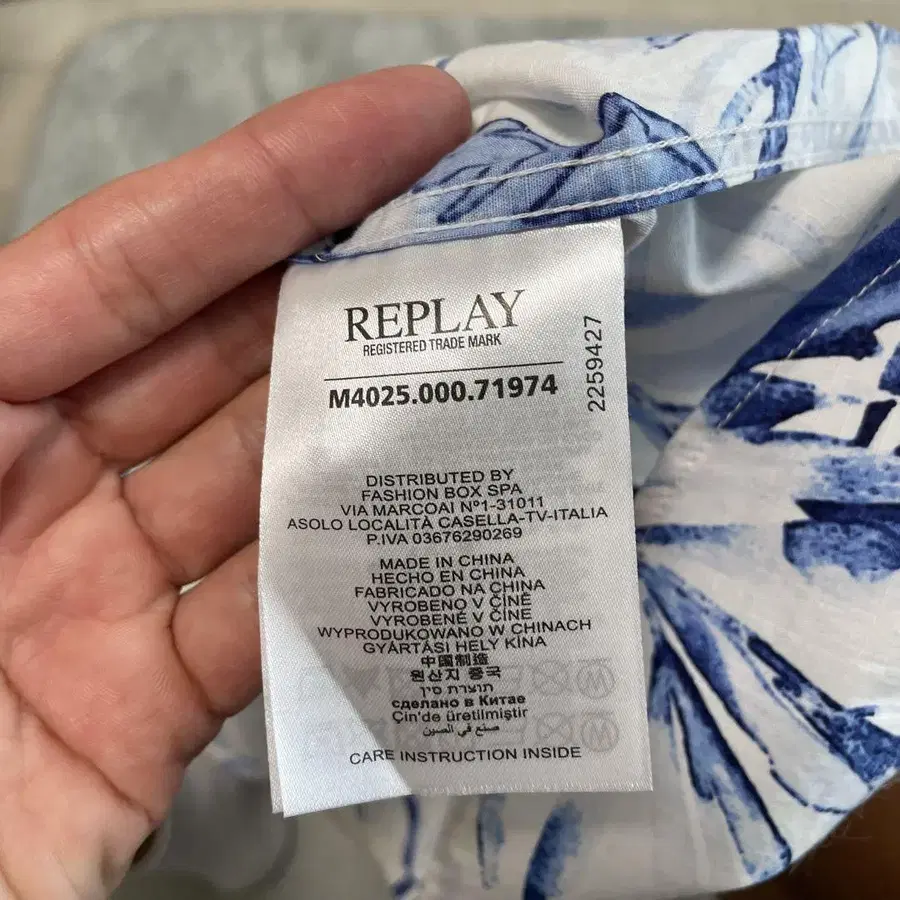 REPLAY
REGISTERED TRADE MARK
M4025.000.71974
2259427
DISTRIBUTED BY
FASHION BOX SPA
VIA MARCOAI Nº1-31011
ASOLO LOCALITÀ CASELLA-TV-ITALIA
P.IVA 03676290269
MADE IN CHINA
HECHO EN CHINA
FABRICADO NA CHINA
VYROBENO V ČÍNĚ
VYROBENÉ V ČÍNE
WYPRODUKOWANO W CHINACH
GYÁRTÁSI HELY KÍNA
中国制造
원산지 중국
תוצרת סין
сделано в Китае
Çin'de üretilmiştir
صنع في الصين
CARE INSTRUCTION INSIDE